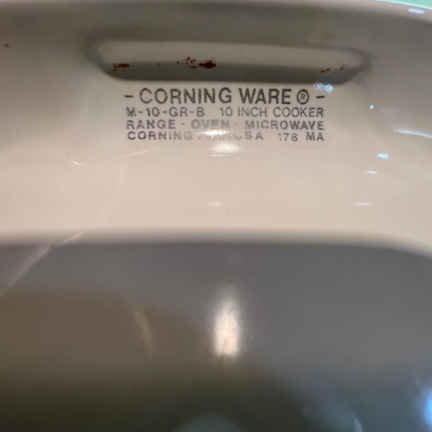 - CORNING WARE ® -
M-10-GR-B 10 INCH COOKER
RANGE - OVEN - MICROWAVE
CORNING USA 178 MA